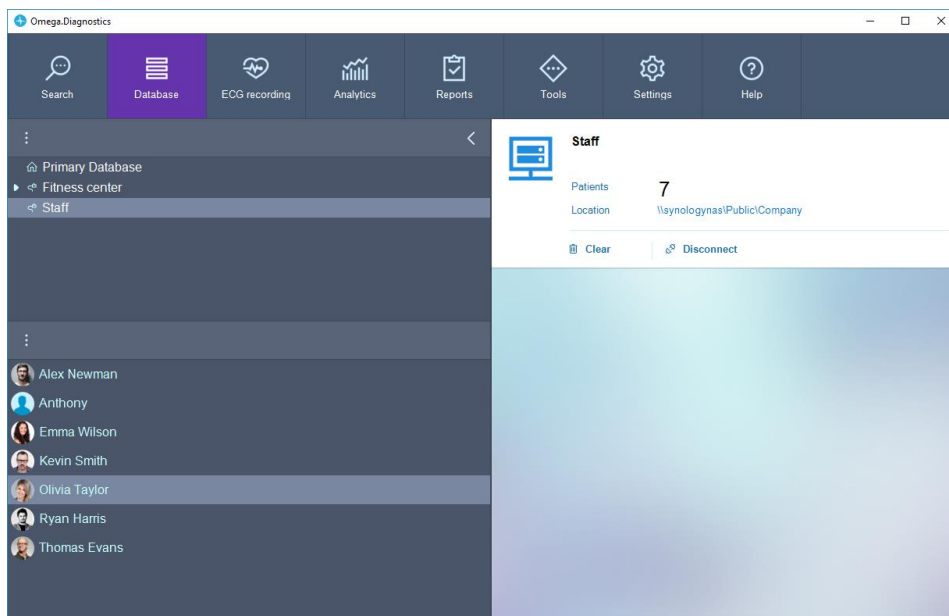 Omega.Diagnostics
Search Database ECG recording Analytics Reports Tools Settings Help
Primary Database
Fitness center
Staff
Alex Newman
Anthony
Emma Wilson
Kevin Smith
Olivia Taylor
Ryan Harris
Thomas Evans
Staff
Patients 7
Location \\synologynas\Public\Company
Clear Disconnect